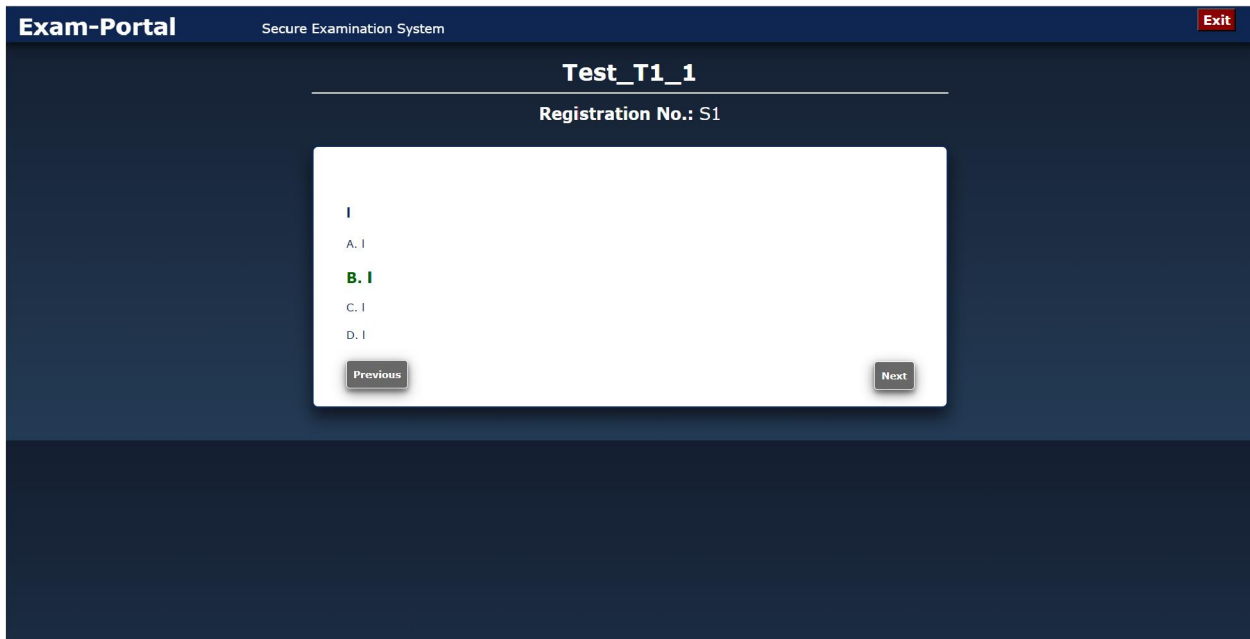 Exam-Portal Secure Examination System Exit
Test_T1_1
Registration No.: S1
l
A. l
B. l
C. l
D. l
Previous Next